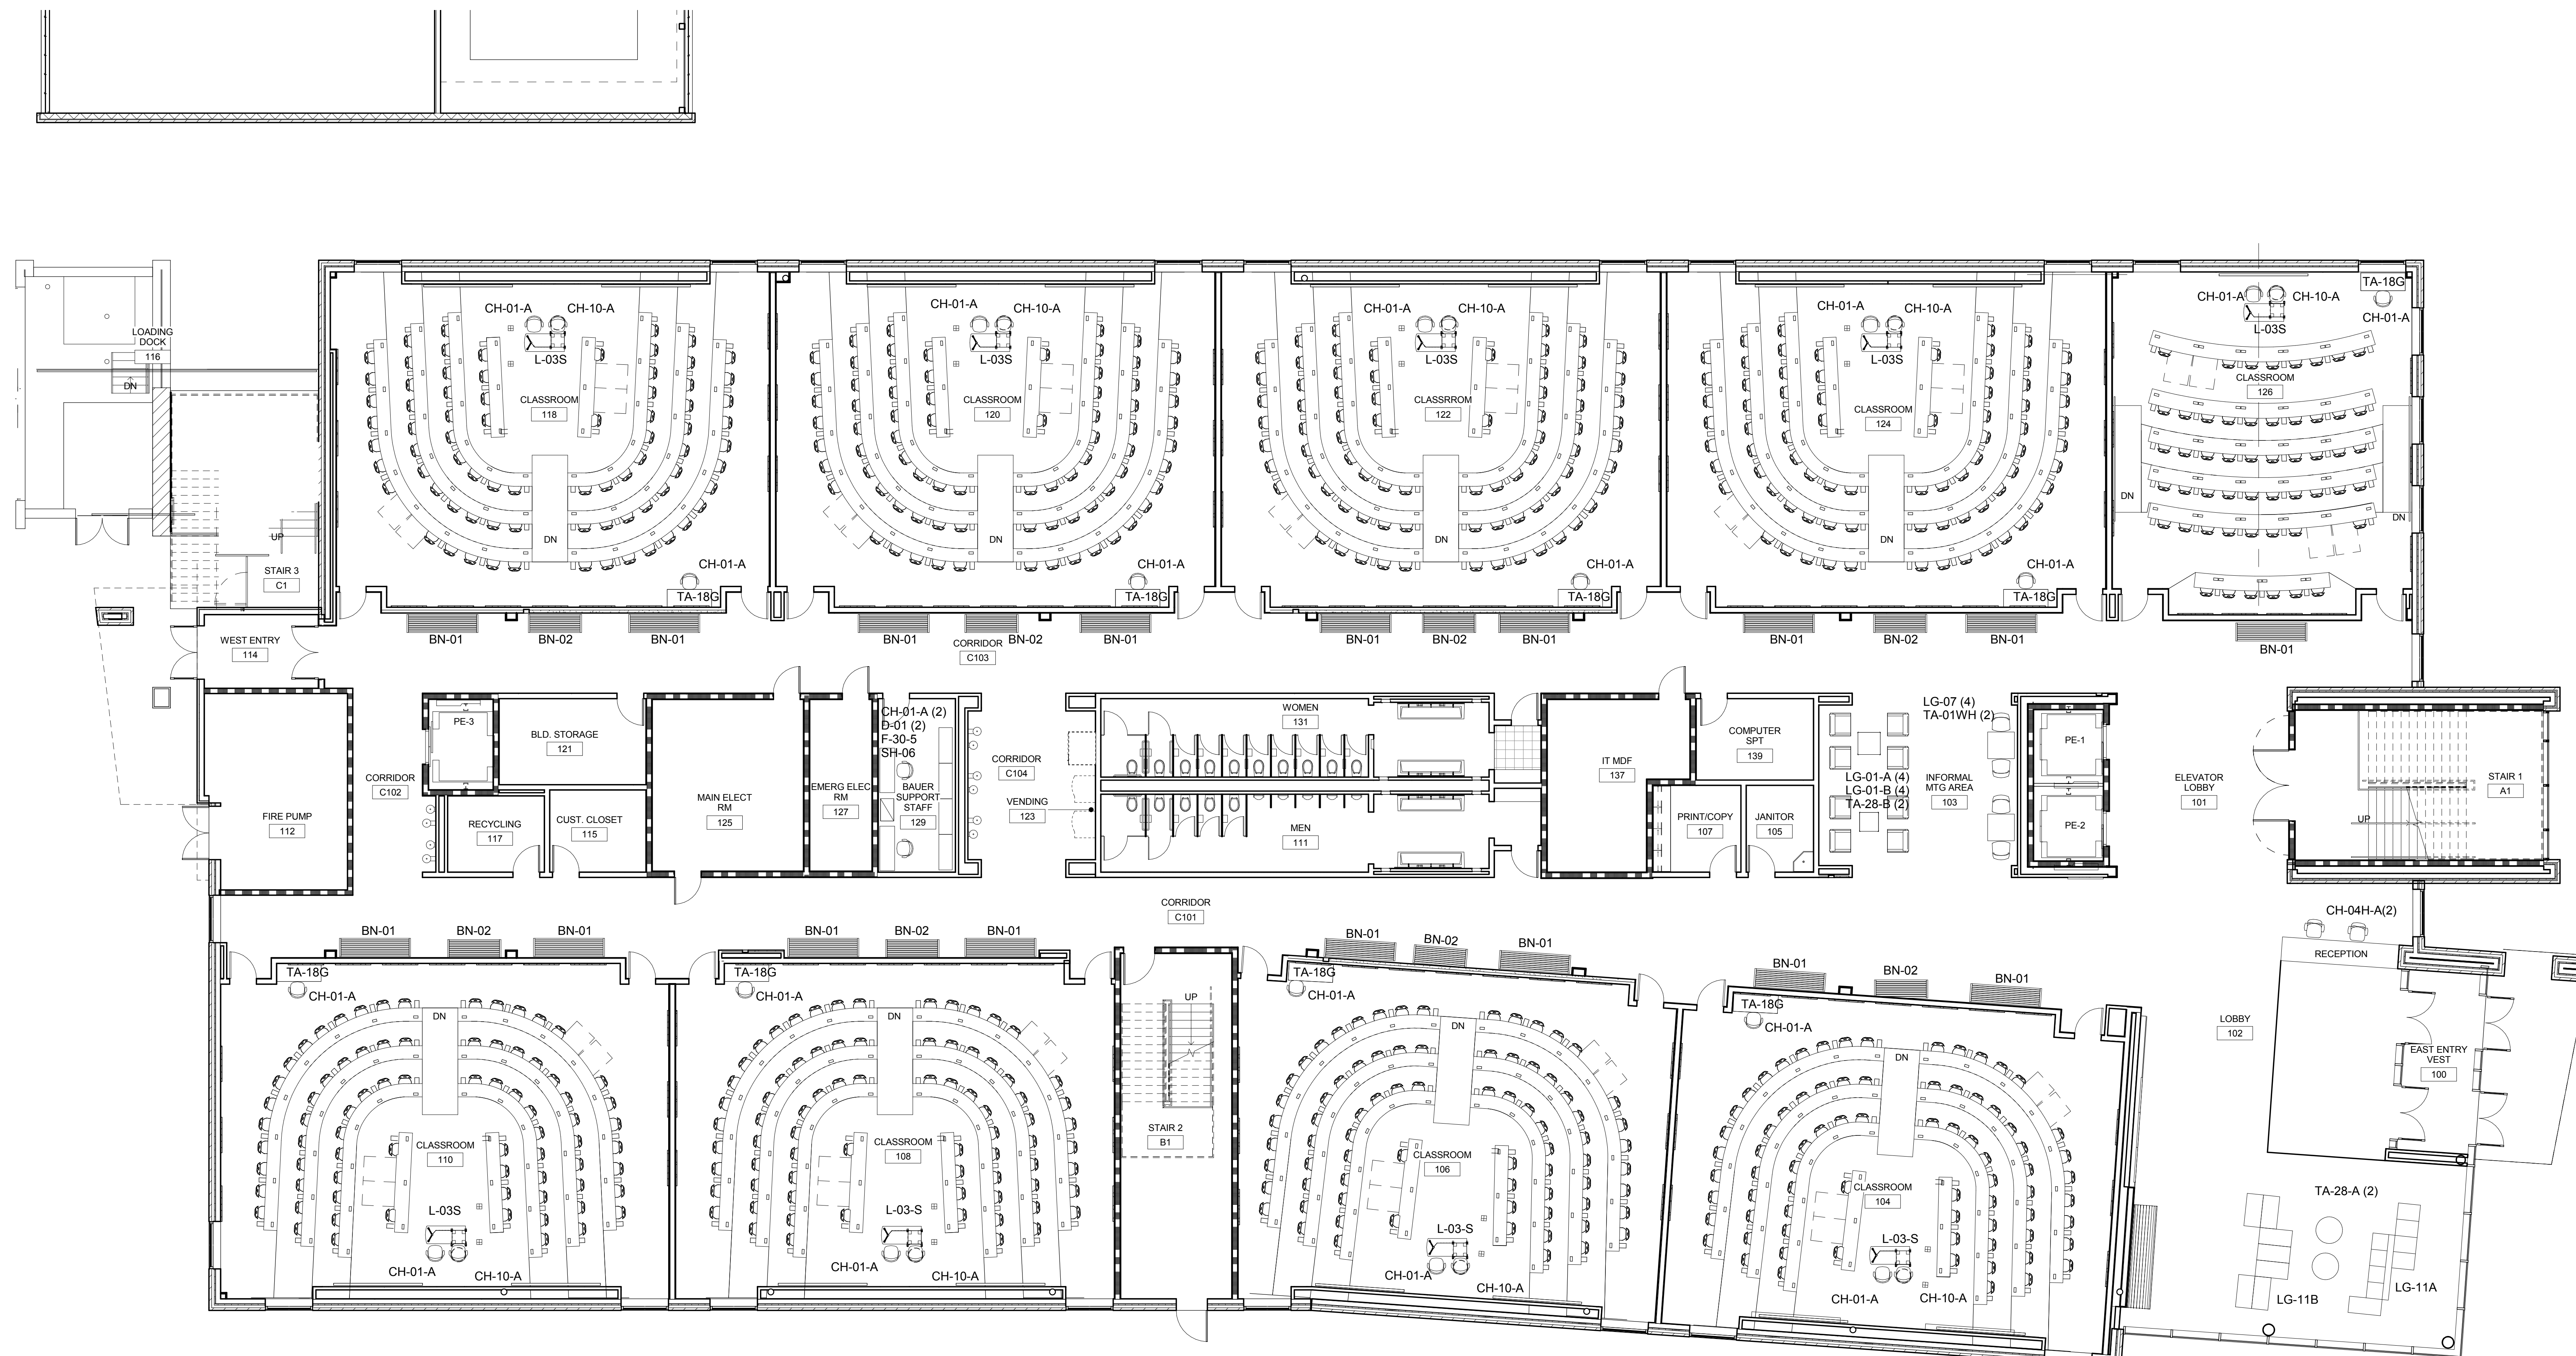 CH-01-A
CH-10-A
L-03S
CLASSROOM
118
DN
CH-01-A
TA-18G
CH-01-A
CH-10-A
L-03S
CLASSROOM
120
DN
CH-01-A
TA-18G
CH-01-A
CH-10-A
L-03S
CLASSRROM
122
DN
CH-01-A
TA-18G
CH-01-A
CH-10-A
L-03S
CLASSROOM
124
DN
CH-01-A
TA-18G
CH-01-A
CH-10-A
L-03S
TA-18G
CH-01-A
CLASSROOM
126
DN
DN
LOADING
DOCK
116
DN
UP
STAIR 3
C1
WEST ENTRY
114
BN-01
BN-02
BN-01
BN-01
BN-02
BN-01
BN-01
BN-02
BN-01
BN-01
BN-02
BN-01
BN-01
CORRIDOR
C103
FIRE PUMP
112
CORRIDOR
C102
PE-3
BLD. STORAGE
121
RECYCLING
117
CUST. CLOSET
115
MAIN ELECT
RM
125
EMERG ELEC
RM
127
CH-01-A (2)
D-01 (2)
F-30-5
SH-06
BAUER
SUPPORT
STAFF
129
CORRIDOR
C104
VENDING
123
WOMEN
131
MEN
111
IT MDF
137
COMPUTER
SPT
139
PRINT/COPY
107
JANITOR
105
LG-07 (4)
TA-01WH (2)
LG-01-A (4)
LG-01-B (4)
TA-28-B (2)
INFORMAL
MTG AREA
103
PE-1
PE-2
ELEVATOR
LOBBY
101
STAIR 1
A1
UP
CORRIDOR
C101
BN-01
BN-02
BN-01
BN-01
BN-02
BN-01
BN-01
BN-02
BN-01
BN-01
BN-02
BN-01
TA-18G
CH-01-A
DN
CLASSROOM
110
L-03S
CH-01-A
CH-10-A
TA-18G
CH-01-A
DN
CLASSROOM
108
L-03-S
CH-01-A
CH-10-A
UP
STAIR 2
B1
TA-18G
CH-01-A
DN
CLASSROOM
106
L-03-S
CH-01-A
CH-10-A
TA-18G
CH-01-A
DN
CLASSROOM
104
L-03-S
CH-01-A
CH-10-A
CH-04H-A(2)
RECEPTION
LOBBY
102
EAST ENTRY
VEST
100
TA-28-A (2)
LG-11B
LG-11A